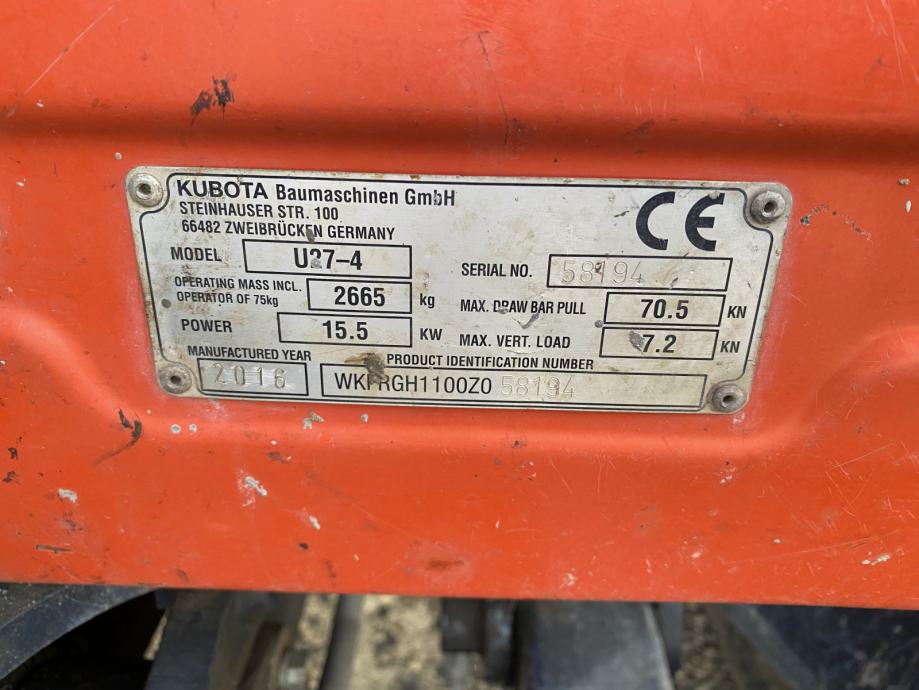 KUBOTA Baumaschinen GmbH
STEINHAUSER STR. 100
66482 ZWEIBRÜCKEN GERMANY
CE
MODEL U27-4
SERIAL NO. 58194
OPERATING MASS INCL.
OPERATOR OF 75kg 2665 kg
MAX. DRAW BAR PULL 70.5 KN
POWER 15.5 KW
MAX. VERT. LOAD 7.2 KN
MANUFACTURED YEAR
2016
PRODUCT IDENTIFICATION NUMBER
WKFRGH1100Z058194